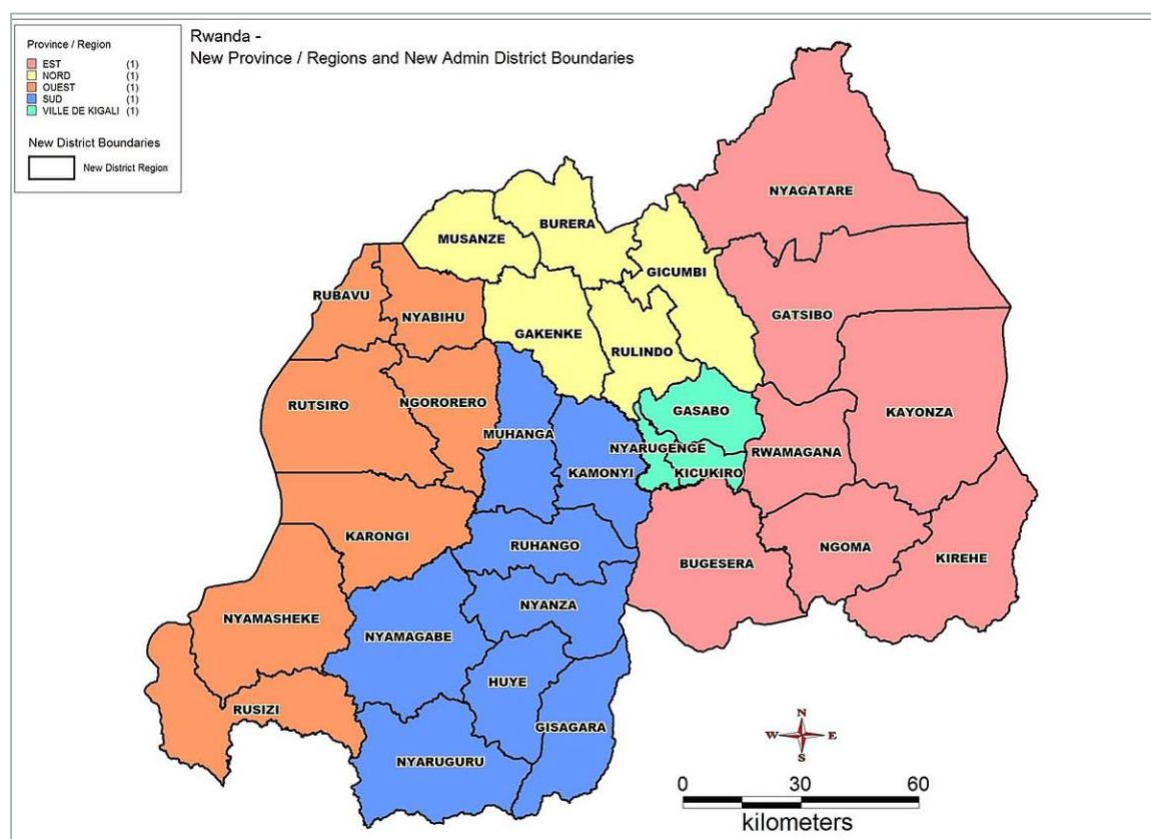 Province / Region
EST (1)
NORD (1)
OUEST (1)
SUD (1)
VILLE DE KIGALI (1)
New District Boundaries
New District Region
Rwanda -
New Province / Regions and New Admin District Boundaries
NYAGATARE
BURERA
MUSANZE
GICUMBI
RUBAVU
NYABIHU
GATSIBO
GAKENKE
RULINDO
RUTSIRO
NGORORERO
GASABO
KAYONZA
MUHANGA
NYARUGENGE
RWAMAGANA
KAMONYI
KICUKIRO
KARONGI
RUHANGO
NGOMA
KIREHE
BUGESERA
NYANZA
NYAMASHEKE
NYAMAGABE
HUYE
RUSIZI
GISAGARA
NYARUGURU
N
W E
S
0 30 60
kilometers